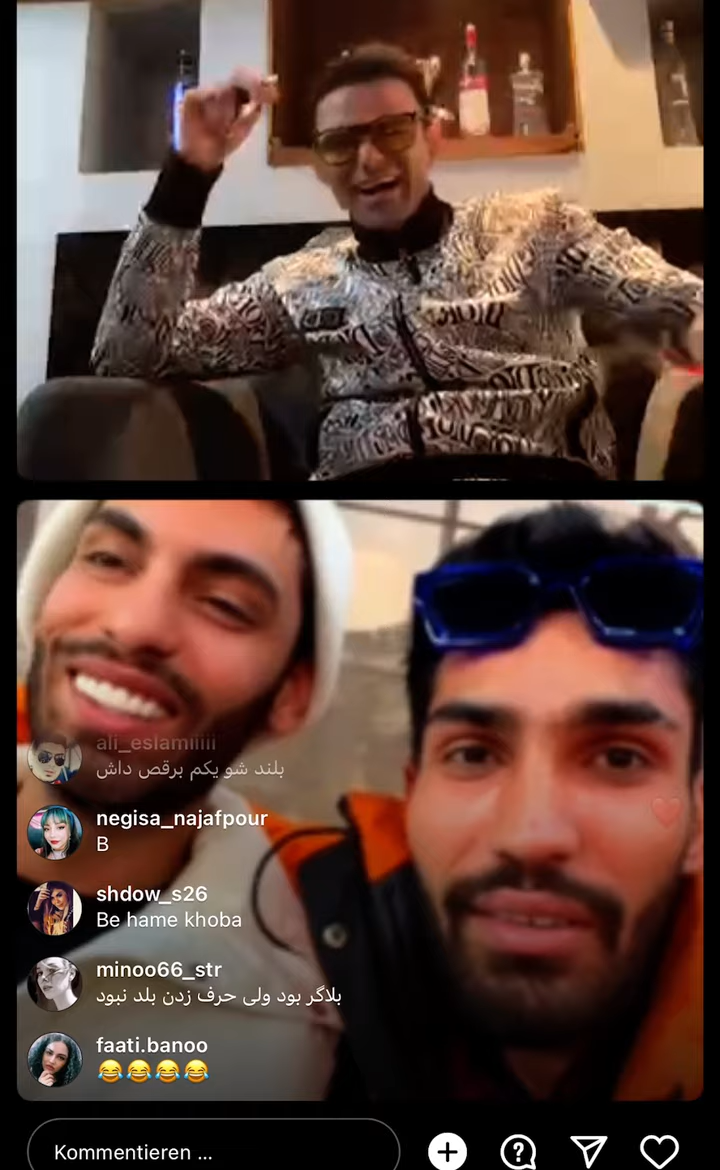 ali_eslamiiiii
بلند شو یکم برقص داش
negisa_najafpour
B
shdow_s26
Be hame khoba
minoo66_str
بلاگر بود ولی حرف زدن بلد نبود
faati.banoo
😂😂😂😂
Kommentieren ...